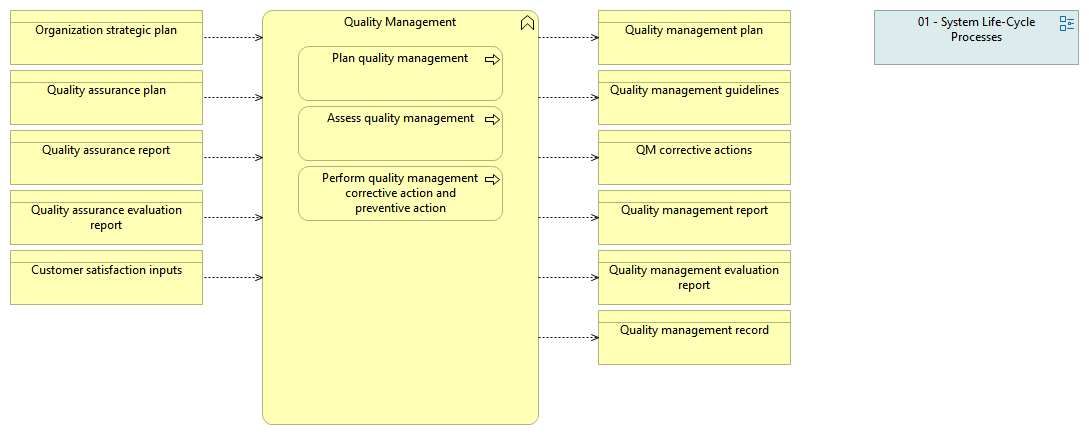 Organization strategic plan
Quality assurance plan
Quality assurance report
Quality assurance evaluation
report
Customer satisfaction inputs
Quality Management
Plan quality management
Assess quality management
Perform quality management
corrective action and
preventive action
Quality management plan
Quality management guidelines
QM corrective actions
Quality management report
Quality management evaluation
report
Quality management record
01 - System Life-Cycle
Processes